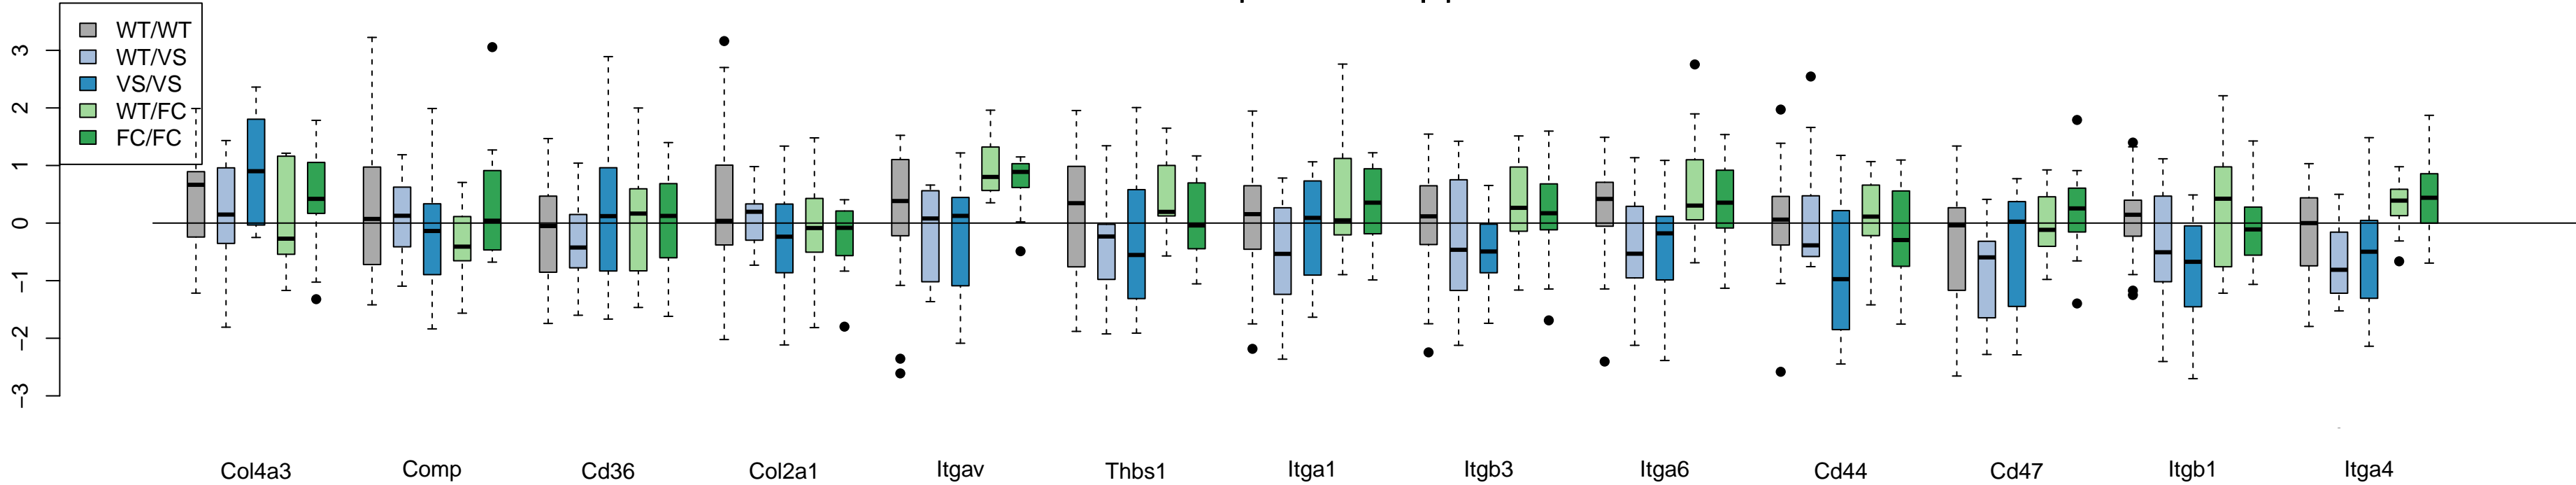 WT/WT
WT/VS
VS/VS
WT/FC
FC/FC
3
2
1
0
−1
−2
−3
Col4a3 Comp Cd36 Col2a1 Itgav Thbs1 Itga1 Itgb3 Itga6 Cd44 Cd47 Itgb1 Itga4